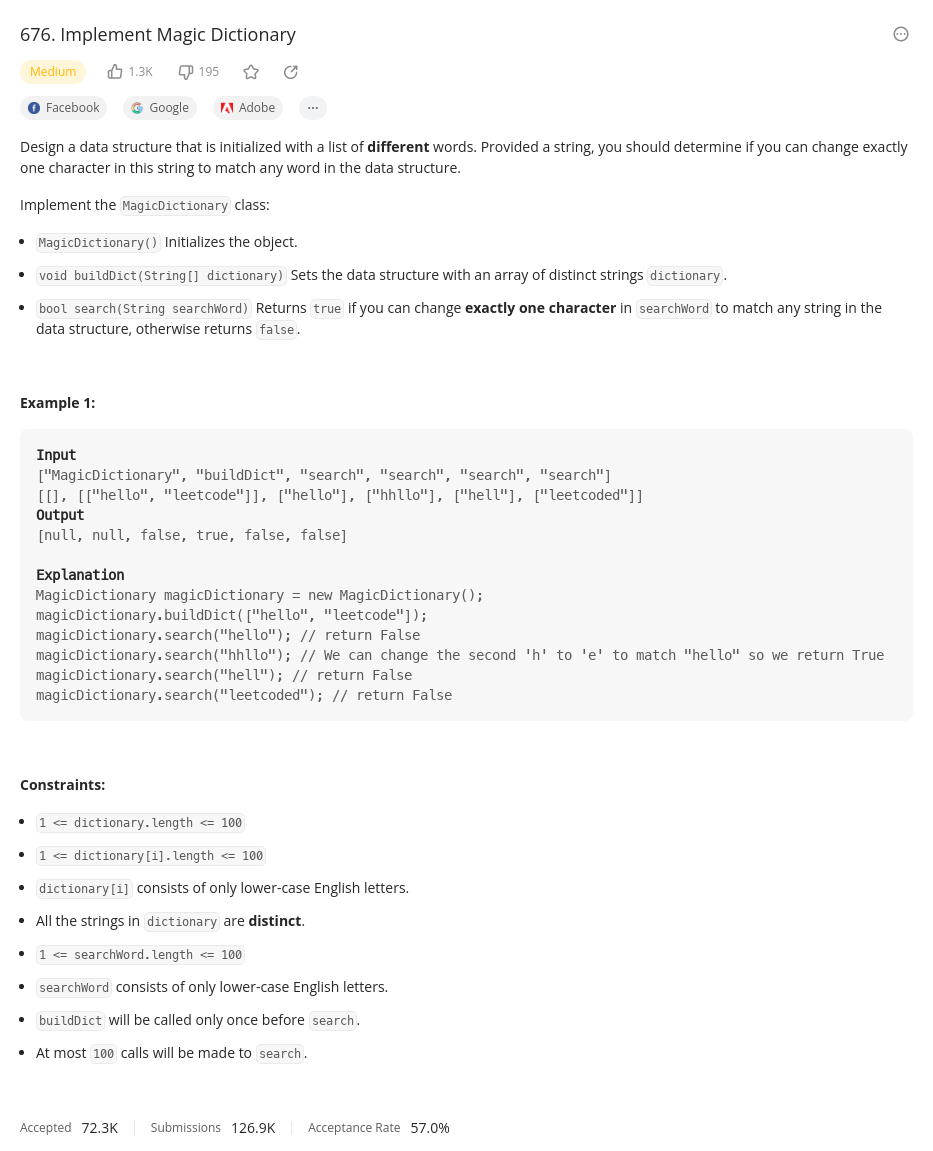 676. Implement Magic Dictionary
Medium 1.3K 195
Facebook Google Adobe ...
Design a data structure that is initialized with a list of different words. Provided a string, you should determine if you can change exactly
one character in this string to match any word in the data structure.
Implement the MagicDictionary class:
• MagicDictionary() Initializes the object.
• void buildDict(String[] dictionary) Sets the data structure with an array of distinct strings dictionary.
• bool search(String searchWord) Returns true if you can change exactly one character in searchWord to match any string in the
data structure, otherwise returns false.
Example 1:
Input
["MagicDictionary", "buildDict", "search", "search", "search", "search"]
[[], [["hello", "leetcode"]], ["hello"], ["hhllo"], ["hell"], ["leetcoded"]]
Output
[null, null, false, true, false, false]
Explanation
MagicDictionary magicDictionary = new MagicDictionary();
magicDictionary.buildDict(["hello", "leetcode"]);
magicDictionary.search("hello"); // return False
magicDictionary.search("hhllo"); // We can change the second 'h' to 'e' to match "hello" so we return True
magicDictionary.search("hell"); // return False
magicDictionary.search("leetcoded"); // return False
Constraints:
• 1 <= dictionary.length <= 100
• 1 <= dictionary[i].length <= 100
• dictionary[i] consists of only lower-case English letters.
• All the strings in dictionary are distinct.
• 1 <= searchWord.length <= 100
• searchWord consists of only lower-case English letters.
• buildDict will be called only once before search.
• At most 100 calls will be made to search.
Accepted 72.3K Submissions 126.9K Acceptance Rate 57.0%